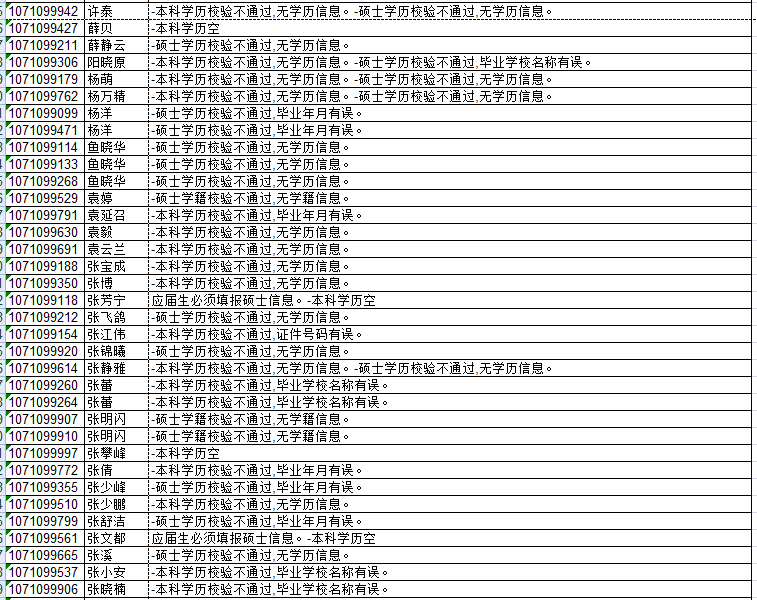 1071099942 许泰 -本科学历校验不通过,无学历信息。-硕士学历校验不通过,无学历信息。
1071099427 薛贝 -本科学历空
1071099211 薛静云 -硕士学历校验不通过,无学历信息。
1071099306 阳晓原 -本科学历校验不通过,无学历信息。-硕士学历校验不通过,毕业学校名称有误。
1071099179 杨萌 -本科学历校验不通过,无学历信息。-硕士学历校验不通过,无学历信息。
1071099762 杨万精 -本科学历校验不通过,无学历信息。-硕士学历校验不通过,无学历信息。
1071099099 杨洋 -硕士学历校验不通过,毕业年月有误。
1071099471 杨洋 -硕士学历校验不通过,毕业年月有误。
1071099114 鱼晓华 -硕士学历校验不通过,无学历信息。
1071099133 鱼晓华 -硕士学历校验不通过,无学历信息。
1071099268 鱼晓华 -硕士学历校验不通过,无学历信息。
1071099529 袁婷 -硕士学籍校验不通过,无学籍信息。
1071099791 袁延召 -本科学历校验不通过,毕业年月有误。
1071099630 袁毅 -本科学历校验不通过,无学历信息。
1071099691 袁云兰 -本科学历校验不通过,无学历信息。
1071099188 张宝成 -本科学历校验不通过,无学历信息。
1071099350 张博 -本科学历校验不通过,无学历信息。
1071099118 张芳宁 应届生必须填报硕士信息。-本科学历空
1071099212 张飞鸽 -硕士学历校验不通过,无学历信息。
1071099154 张江伟 -本科学历校验不通过,证件号码有误。
1071099920 张锦曦 -硕士学历校验不通过,无学历信息。
1071099614 张静雅 -本科学历校验不通过,无学历信息。-硕士学历校验不通过,无学历信息。
1071099260 张蕾 -本科学历校验不通过,毕业学校名称有误。
1071099264 张蕾 -本科学历校验不通过,毕业学校名称有误。
1071099907 张明闪 -硕士学籍校验不通过,无学籍信息。
1071099910 张明闪 -硕士学籍校验不通过,无学籍信息。
1071099997 张攀峰 -本科学历空
1071099772 张倩 -本科学历校验不通过,毕业年月有误。
1071099355 张少峰 -硕士学历校验不通过,毕业年月有误。
1071099510 张少鹏 -本科学历校验不通过,无学历信息。
1071099799 张舒洁 -硕士学历校验不通过,毕业年月有误。
1071099561 张文都 应届生必须填报硕士信息。-本科学历空
1071099665 张溪 -硕士学历校验不通过,无学历信息。
1071099537 张小安 -本科学历校验不通过,毕业学校名称有误。
1071099906 张晓楠 -本科学历校验不通过,毕业学校名称有误。